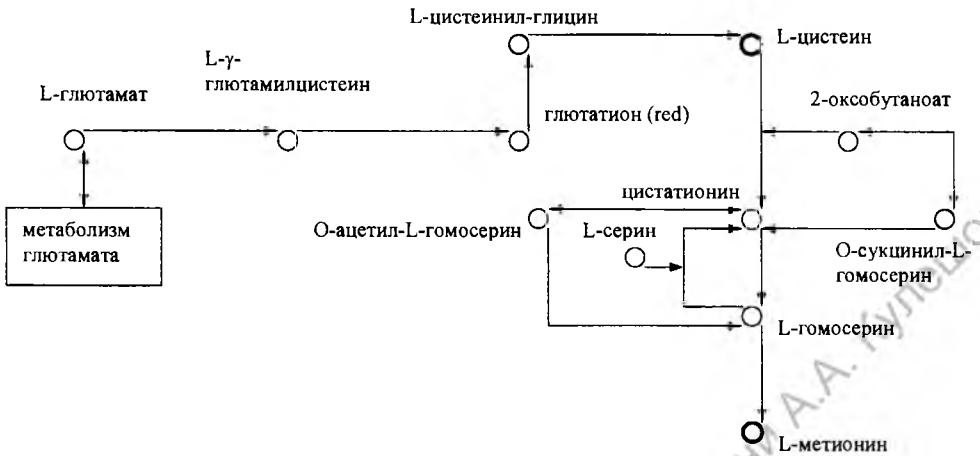 L-цистеинил-глицин
L-цистеин
L-γ-
глютамилцистеин
L-глютамат
2-оксобутаноат
глютатион (red)
цистатионин
метаболизм
глютамата
О-ацетил-L-гомосерин
L-серин
О-сукцинил-L-
гомосерин
L-гомосерин
L-метионин
А.А. Кулешо